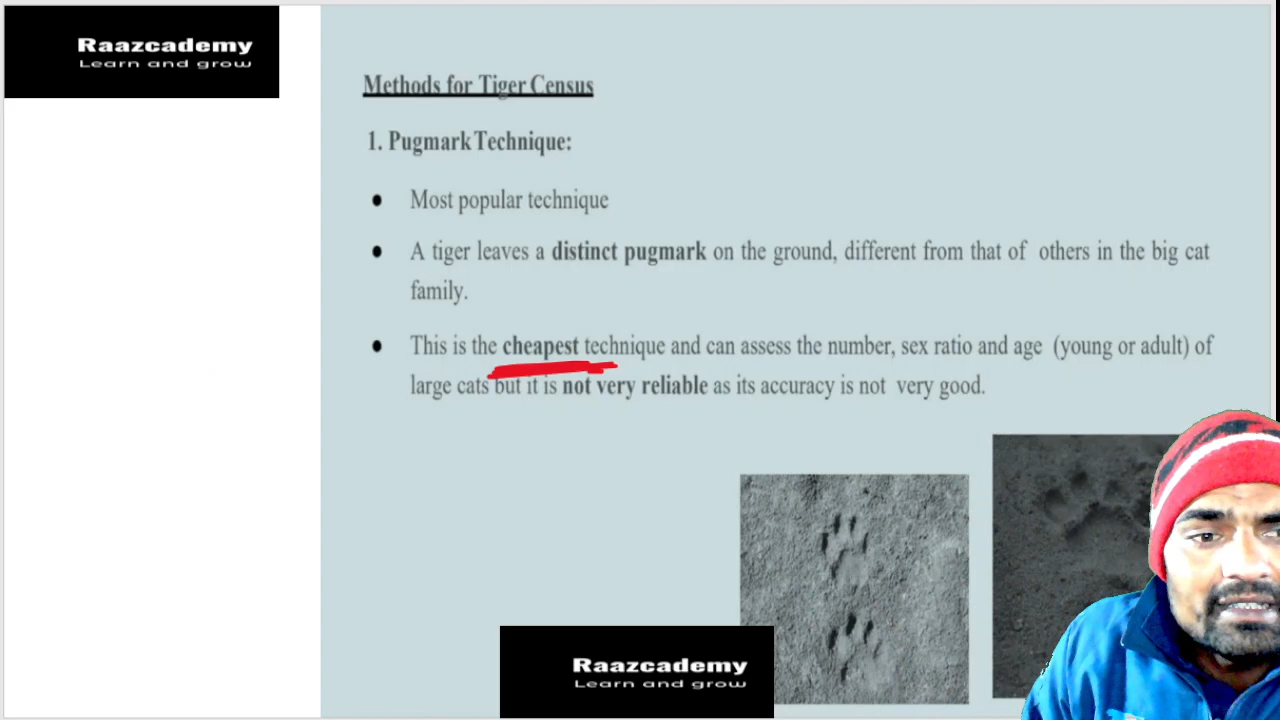 Raazcademy
Learn and grow
Methods for Tiger Census
1. Pugmark Technique:
● Most popular technique
● A tiger leaves a distinct pugmark on the ground, different from that of others in the big cat
family.
● This is the cheapest technique and can assess the number, sex ratio and age (young or adult) of
large cats but it is not very reliable as its accuracy is not very good.
Raazcademy
Learn and grow